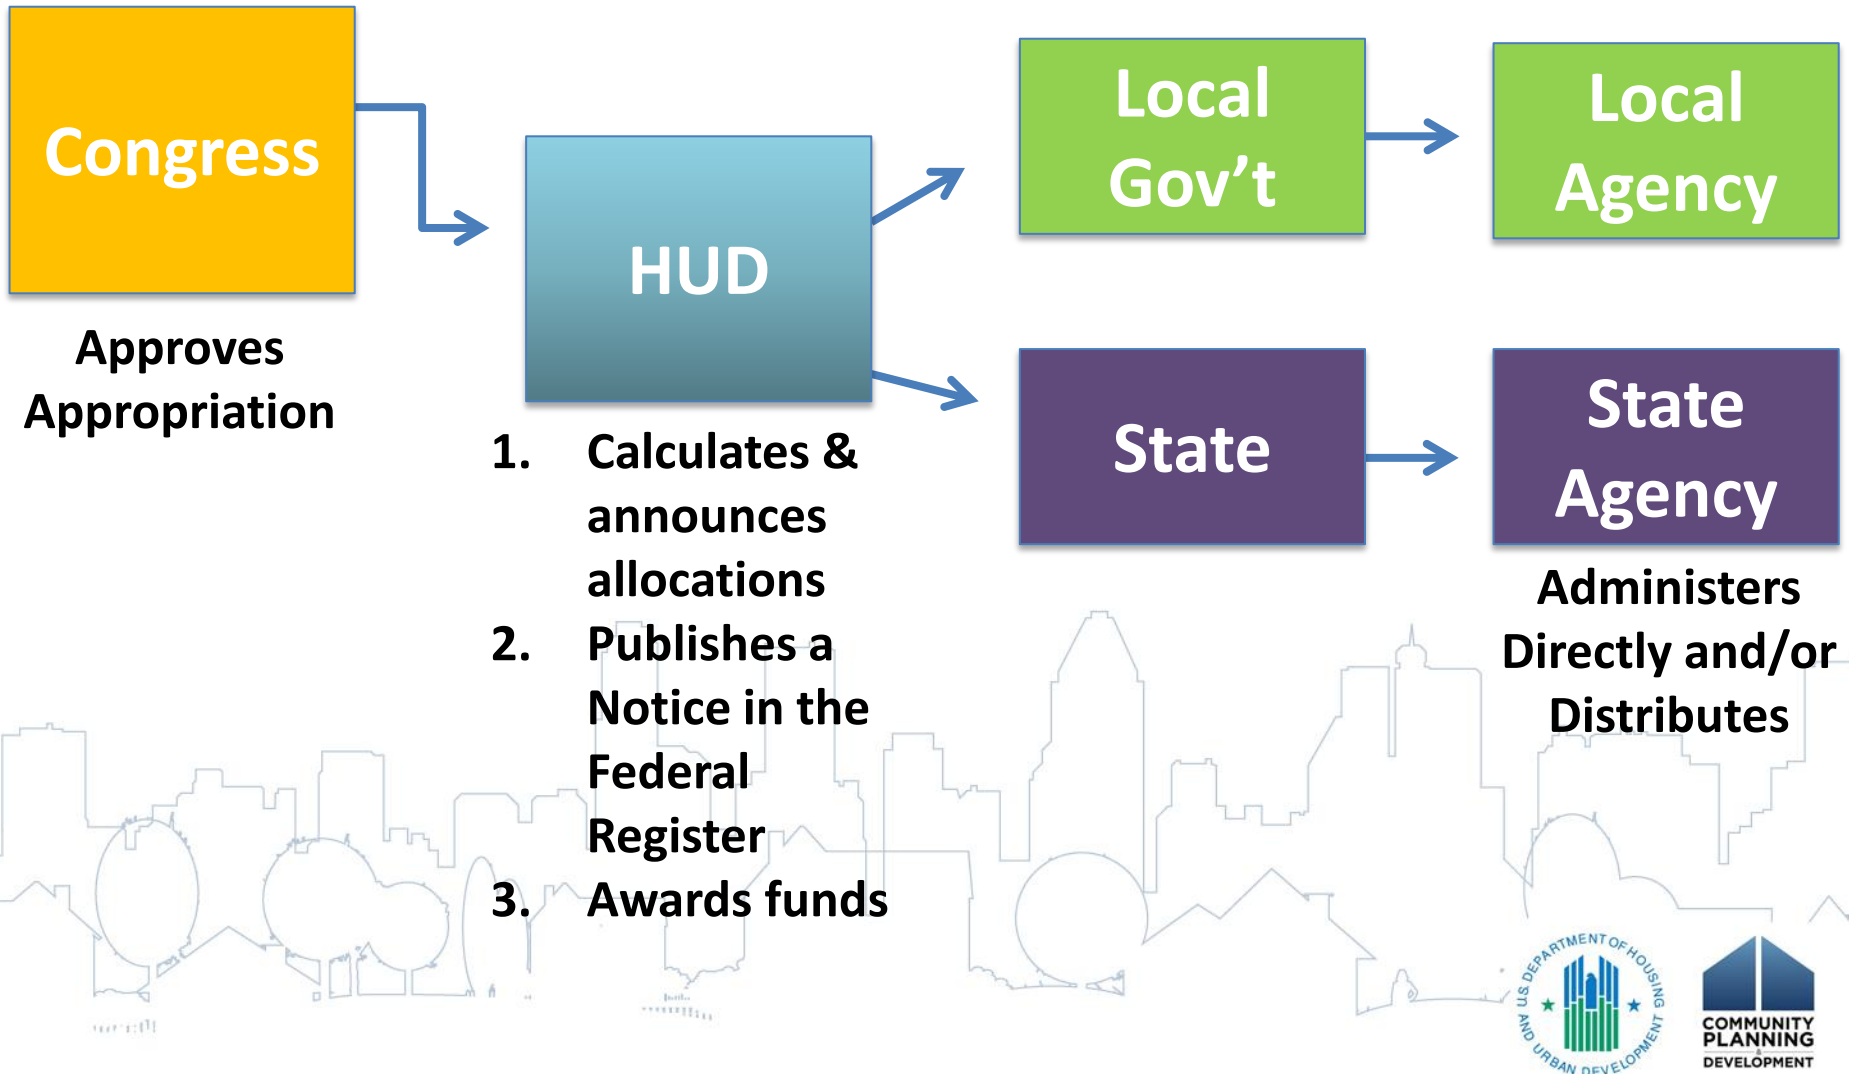 Congress
Approves
Appropriation
HUD
1. Calculates &
announces
allocations
2. Publishes a
Notice in the
Federal
Register
3. Awards funds
Local
Gov’t
Local
Agency
State
State
Agency
Administers
Directly and/or
Distributes
U.S. DEPARTMENT OF HOUSING
AND URBAN DEVELOPMENT
COMMUNITY
PLANNING
&
DEVELOPMENT